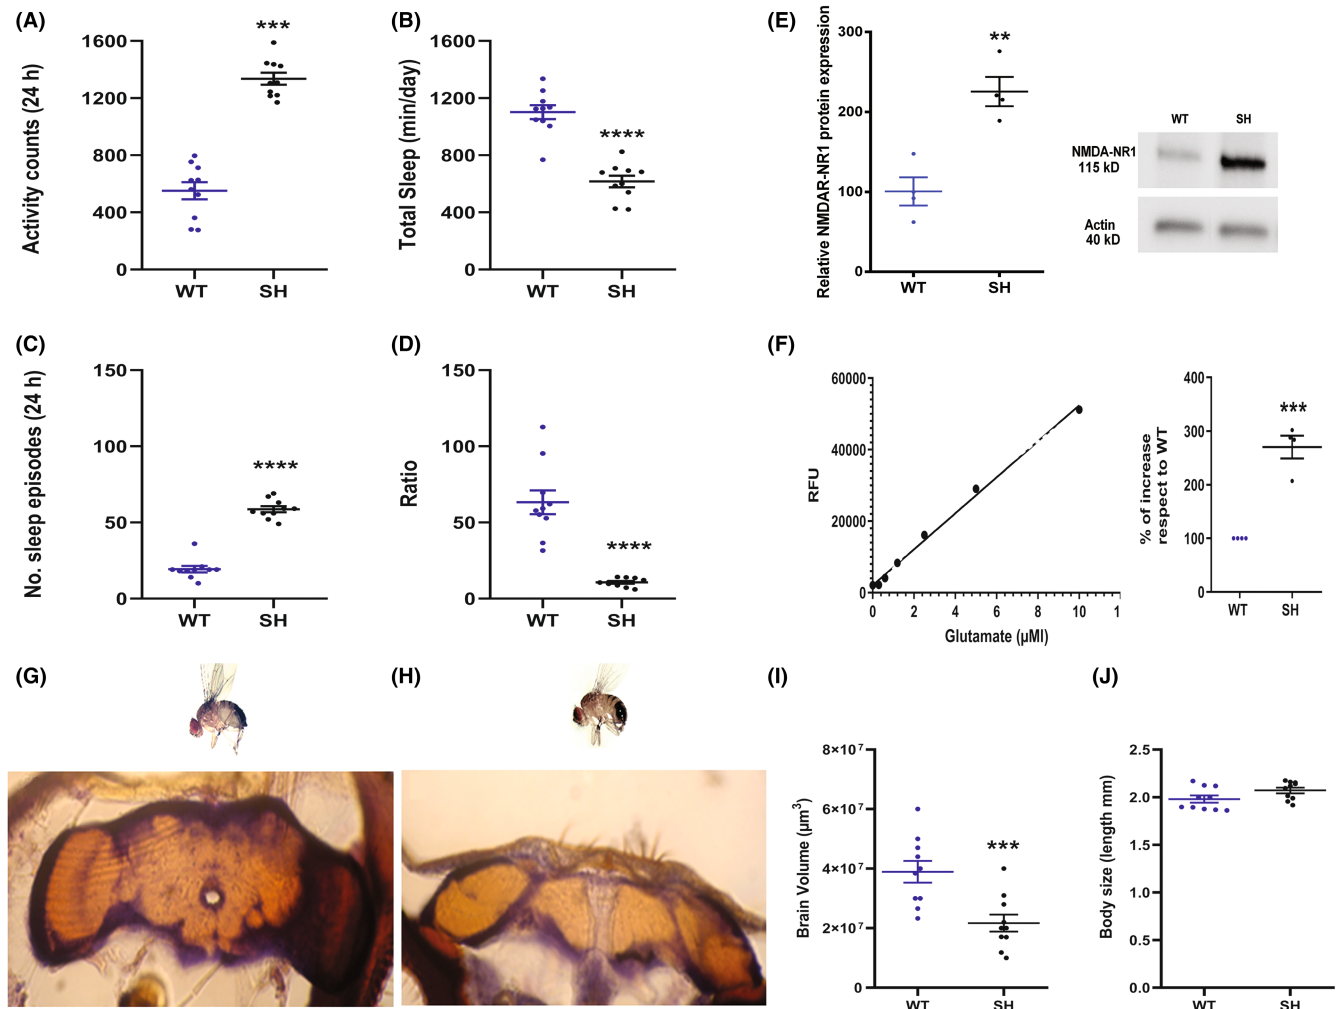 (A)
***
1600
1200
800
400
0
Activity counts (24 h)
WT
SH
(B)
****
1600
1200
800
400
0
Total Sleep (min/day)
WT
SH
(C)
****
150
100
50
0
No. sleep episodes (24 h)
WT
SH
(D)
****
150
100
50
0
Ratio
WT
SH
(E)
**
300
200
100
0
Relative NMDAR-NR1 protein expression
WT
SH
WT SH
NMDA-NR1
115 kD
Actin
40 kD
(F)
60000
40000
20000
0
RFU
0 2 4 6 8 10 1
Glutamate (µMl)
***
400
300
200
100
0
% of increase
respect to WT
WT
SH
(G)
(H)
(I)
***
8×10⁷
6×10⁷
4×10⁷
2×10⁷
0
Brain Volume (µm³)
WT
SH
(J)
2.5
2.0
1.5
1.0
0.5
0.0
Body size (length mm)
WT
SH